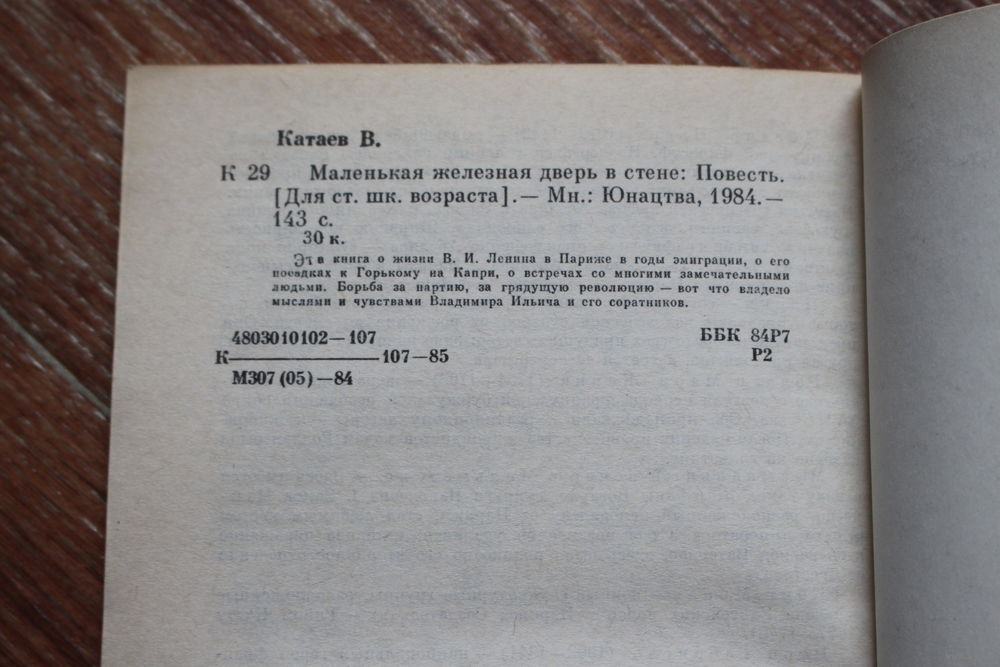 Катаев В.
К 29 Маленькая железная дверь в стене: Повесть.
[Для ст. шк. возраста].— Мн.: Юнацтва, 1984.—
143 с.
30 к.
Эта книга о жизни В. И. Ленина в Париже в годы эмиграции, о его
поездках к Горькому на Капри, о встречах со многими замечательными
людьми. Борьба за партию, за грядущую революцию — вот что владело
мыслями и чувствами Владимира Ильича и его соратников.
4803010102—107 ББК 84Р7
К————107—85 Р2
М307(05)—84